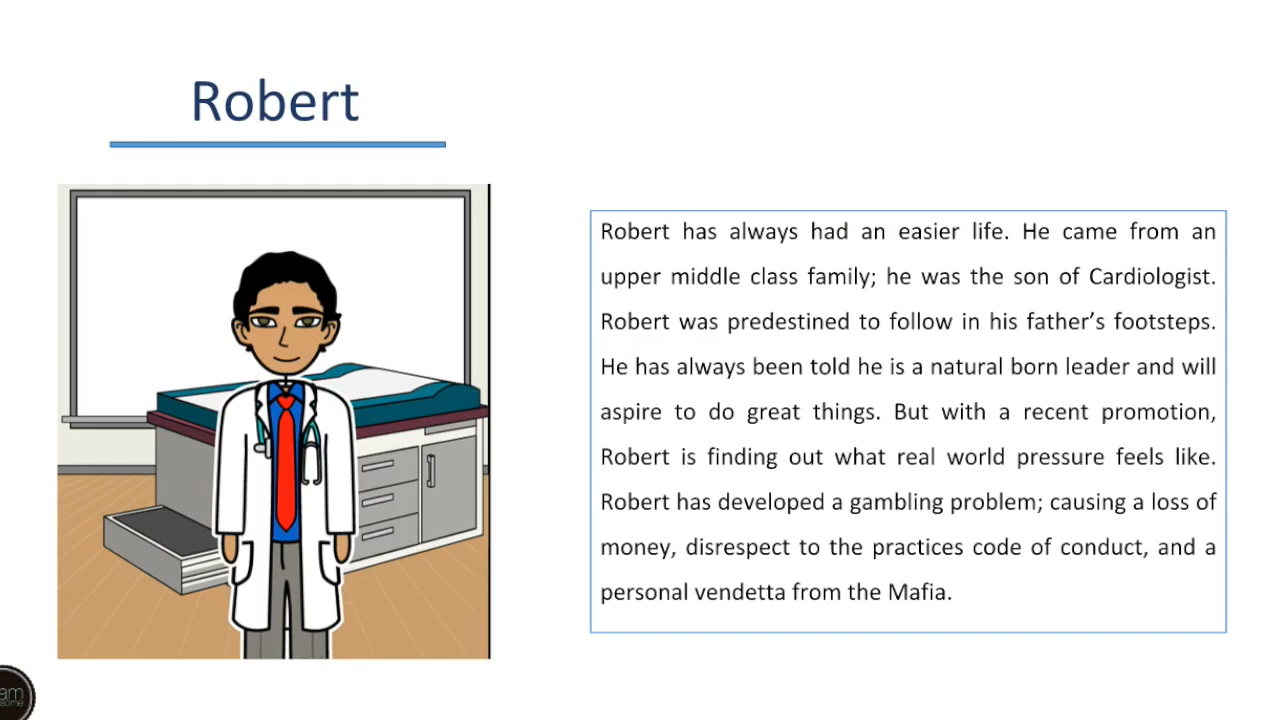 Robert
Robert has always had an easier life. He came from an
upper middle class family; he was the son of Cardiologist.
Robert was predestined to follow in his father’s footsteps.
He has always been told he is a natural born leader and will
aspire to do great things. But with a recent promotion,
Robert is finding out what real world pressure feels like.
Robert has developed a gambling problem; causing a loss of
money, disrespect to the practices code of conduct, and a
personal vendetta from the Mafia.